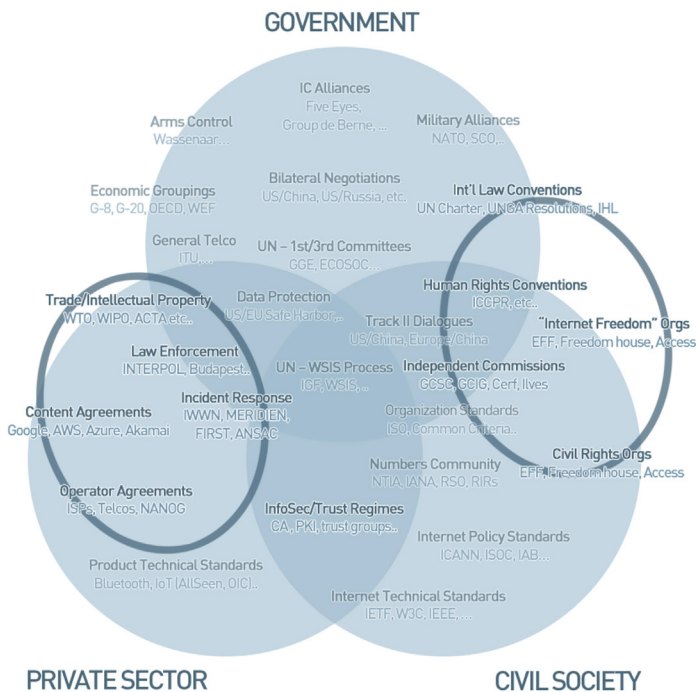 GOVERNMENT
IC Alliances
Five Eyes,
Group de Berne, ...
Arms Control
Wassenaar...
Military Alliances
NATO, SCO,..
Bilateral Negotiations
US/China, US/Russia, etc.
Economic Groupings
G-8, G-20, OECD, WEF
Int'l Law Conventions
UN Charter, UNGA Resolutions, IHL
General Telco
ITU,...
UN – 1st/3rd Committees
GGE, ECOSOC...
Human Rights Conventions
ICCPR, etc..
Trade/Intellectual Property
WTO, WIPO, ACTA etc..
Data Protection
US/EU Safe Harbor,..
Track II Dialogues
US/China, Europe/China
"Internet Freedom" Orgs
EFF, Freedom house, Access
Law Enforcement
INTERPOL, Budapest..
UN – WSIS Process
IGF, WSIS,..
Independent Commissions
GCSC, GCIG, Cerf, Ilves
Incident Response
IWWN, MERIDIEN,
FIRST, ANSAC
Content Agreements
Google, AWS, Azure, Akamai
Organization Standards
ISO, Common Criteria..
Civil Rights Orgs
EFF, Freedom house, Access
Numbers Community
NTIA, IANA, RSO, RIRs
Operator Agreements
ISPs, Telcos, NANOG
InfoSec/Trust Regimes
CA, PKI, trust groups..
Internet Policy Standards
ICANN, ISOC, IAB...
Product Technical Standards
Bluetooth, IoT (AllSeen, OIC)..
Internet Technical Standards
IETF, W3C, IEEE, ...
PRIVATE SECTOR
CIVIL SOCIETY